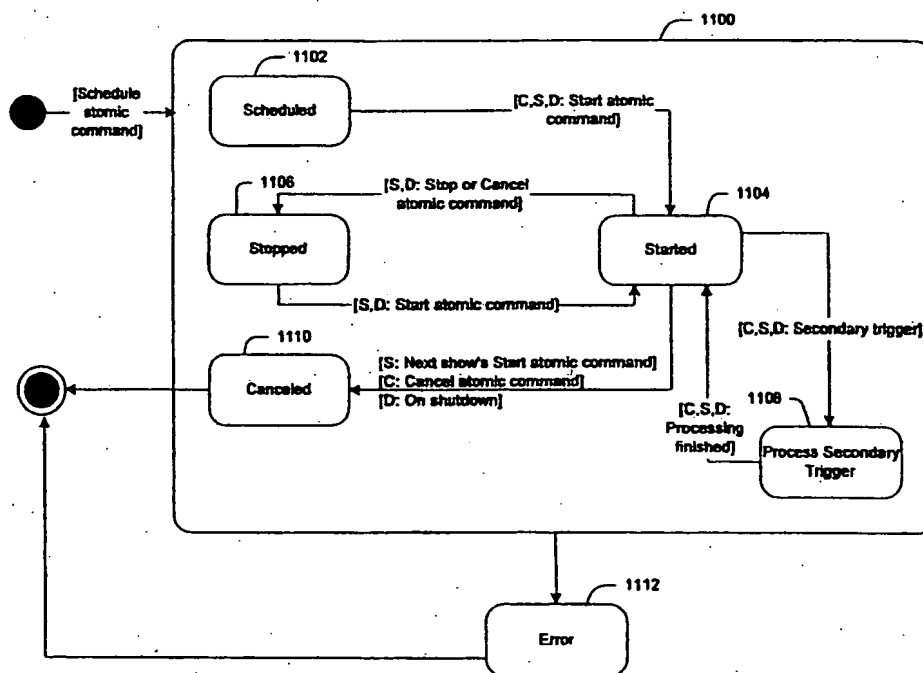 1100
1102
[Schedule
atomic
command]
Scheduled
[C,S,D: Start atomic
command]
1106
[S,D: Stop or Cancel
atomic command]
1104
Stopped
Started
[S,D: Start atomic command]
[C,S,D: Secondary trigger]
1110
[S: Next show's Start atomic command]
Canceled
[C: Cancel atomic command]
[D: On shutdown]
[C,S,D:
Processing
finished]
1108
Process Secondary
Trigger
1112
Error